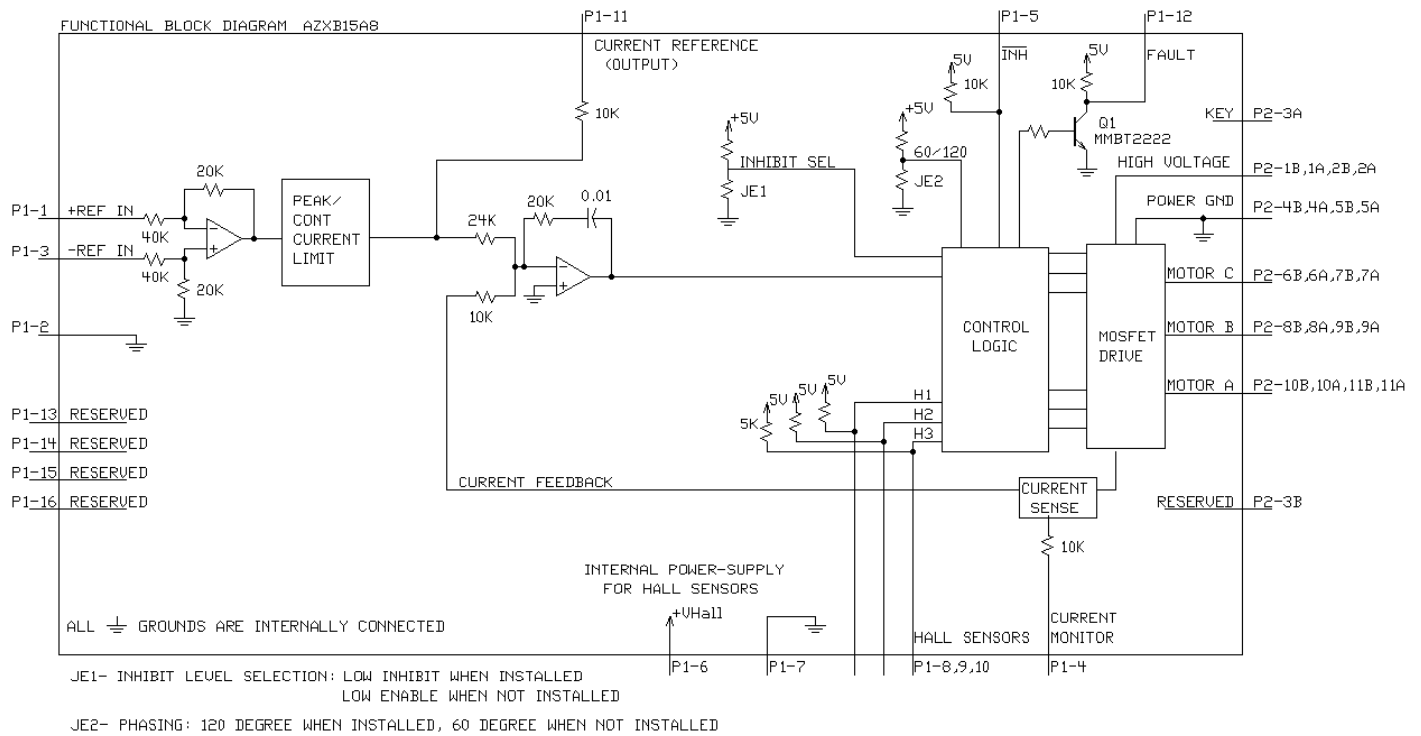 P1-11
P1-5
P1-12
FUNCTIONAL BLOCK DIAGRAM AZXB15A8
CURRENT REFERENCE
(OUTPUT)
INH
FAULT
5V
10K
5V
10K
10K
KEY
P2-3A
Q1
MMBT2222
+5V
+5V
INHIBIT SEL
60/120
JE1
JE2
HIGH VOLTAGE
P2-1B,1A,2B,2A
POWER GND
P2-4B,4A,5B,5A
20K
P1-1
+REF IN
40K
P1-3
-REF IN
40K
20K
PEAK/
CONT
CURRENT
LIMIT
24K
20K
0.01
10K
P1-2
CONTROL
LOGIC
MOSFET
DRIVE
MOTOR C
P2-6B,6A,7B,7A
MOTOR B
P2-8B,8A,9B,9A
MOTOR A
P2-10B,10A,11B,11A
5V
5V
5V
5K
H1
H2
H3
P1-13
RESERVED
P1-14
RESERVED
P1-15
RESERVED
P1-16
RESERVED
CURRENT FEEDBACK
CURRENT
SENSE
RESERVED
P2-3B
10K
INTERNAL POWER-SUPPLY
FOR HALL SENSORS
+VHall
ALL GROUNDS ARE INTERNALLY CONNECTED
HALL SENSORS
CURRENT
MONITOR
P1-6
P1-7
P1-8,9,10
P1-4
JE1- INHIBIT LEVEL SELECTION: LOW INHIBIT WHEN INSTALLED
LOW ENABLE WHEN NOT INSTALLED
JE2- PHASING: 120 DEGREE WHEN INSTALLED, 60 DEGREE WHEN NOT INSTALLED